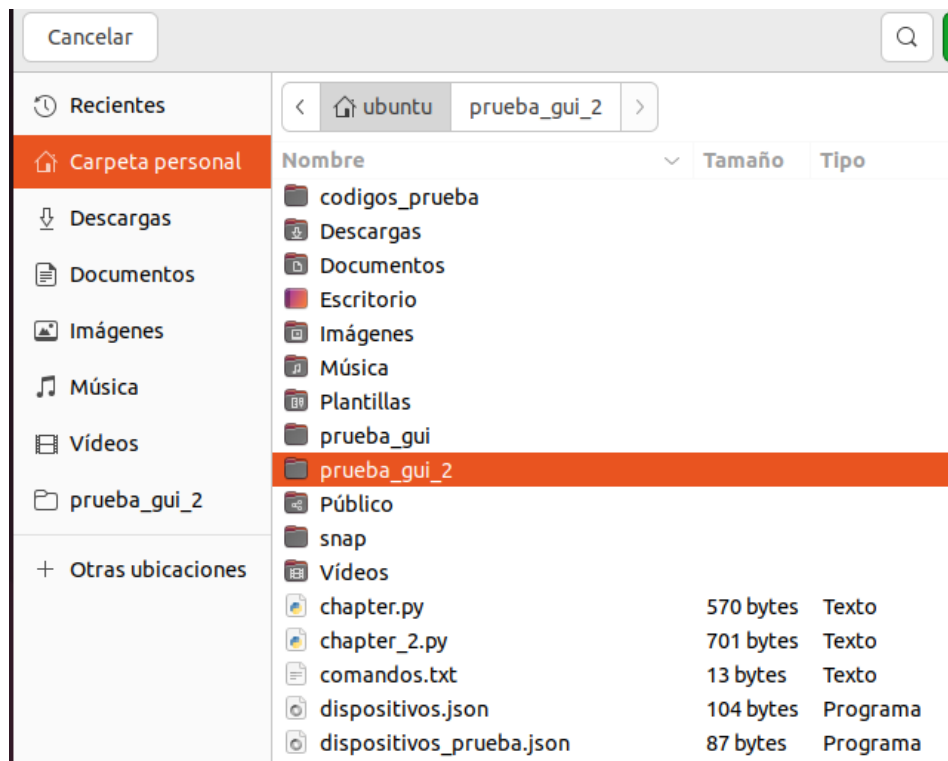 Cancelar
Recientes
Carpeta personal
Descargas
Documentos
Imágenes
Música
Vídeos
prueba_gui_2
Otras ubicaciones
ubuntu prueba_gui_2
Nombre Tamaño Tipo
codigos_prueba
Descargas
Documentos
Escritorio
Imágenes
Música
Plantillas
prueba_gui
prueba_gui_2
Público
snap
Vídeos
chapter.py 570 bytes Texto
chapter_2.py 701 bytes Texto
comandos.txt 13 bytes Texto
dispositivos.json 104 bytes Programa
dispositivos_prueba.json 87 bytes Programa